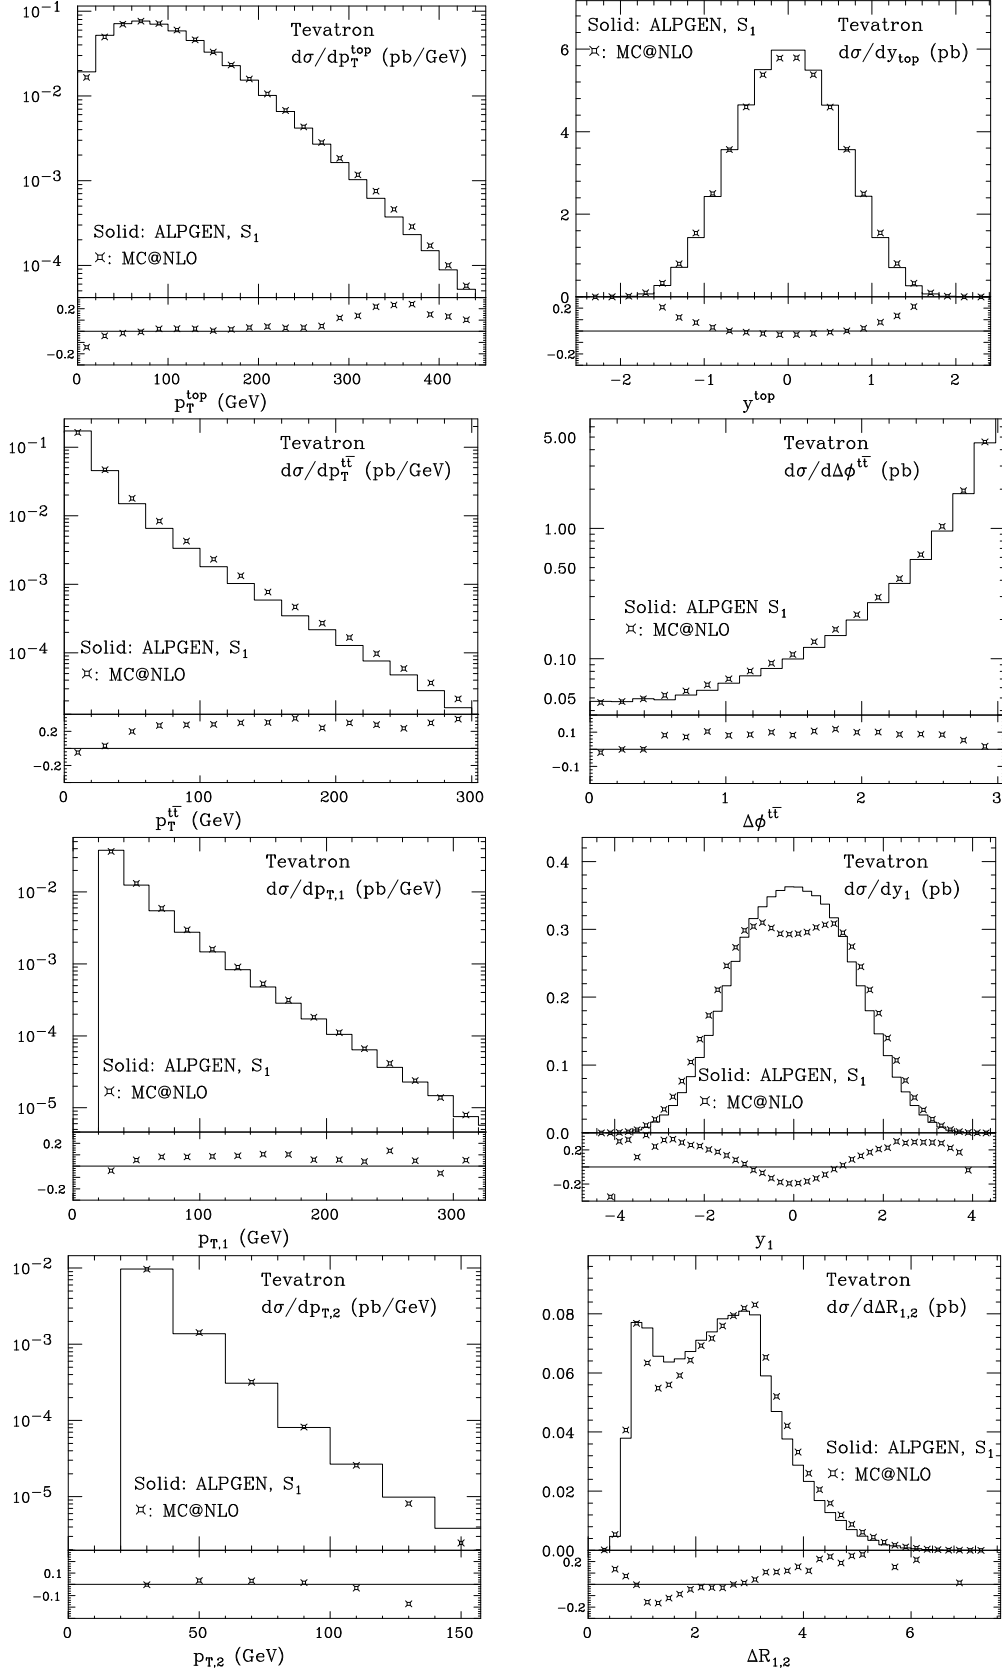 10⁻¹
10⁻²
10⁻³
10⁻⁴
Tevatron
dσ/dp_T^top (pb/GeV)
Solid: ALPGEN, S₁
¤: MC@NLO
0.2
−0.2
0 100 200 300 400
p_T^top (GeV)
Solid: ALPGEN, S₁
¤: MC@NLO
Tevatron
dσ/dy_top (pb)
6
4
2
0
0.2
−0.2
−2 −1 0 1 2
y^top
10⁻¹
10⁻²
10⁻³
10⁻⁴
Tevatron
dσ/dp_T^tt̅ (pb/GeV)
Solid: ALPGEN, S₁
¤: MC@NLO
0.2
−0.2
0 100 200 300
p_T^tt̅ (GeV)
5.00
1.00
0.50
0.10
0.05
Tevatron
dσ/dΔϕ^tt̅ (pb)
Solid: ALPGEN S₁
¤: MC@NLO
0.1
−0.1
0 1 2 3
Δϕ^tt̅
10⁻²
10⁻³
10⁻⁴
10⁻⁵
Tevatron
dσ/dp_T,1 (pb/GeV)
Solid: ALPGEN, S₁
¤: MC@NLO
0.2
−0.2
0 100 200 300
p_T,1 (GeV)
0.4
0.3
0.2
0.1
0.0
Tevatron
dσ/dy₁ (pb)
Solid: ALPGEN, S₁
¤: MC@NLO
0.2
−0.2
−4 −2 0 2 4
y₁
10⁻²
10⁻³
10⁻⁴
10⁻⁵
Tevatron
dσ/dp_T,2 (pb/GeV)
Solid: ALPGEN, S₁
¤: MC@NLO
0.1
−0.1
0 50 100 150
p_T,2 (GeV)
0.08
0.06
0.04
0.02
0.00
Tevatron
dσ/dΔR_1,2 (pb)
Solid: ALPGEN, S₁
¤: MC@NLO
0.2
−0.2
0 2 4 6
ΔR_1,2